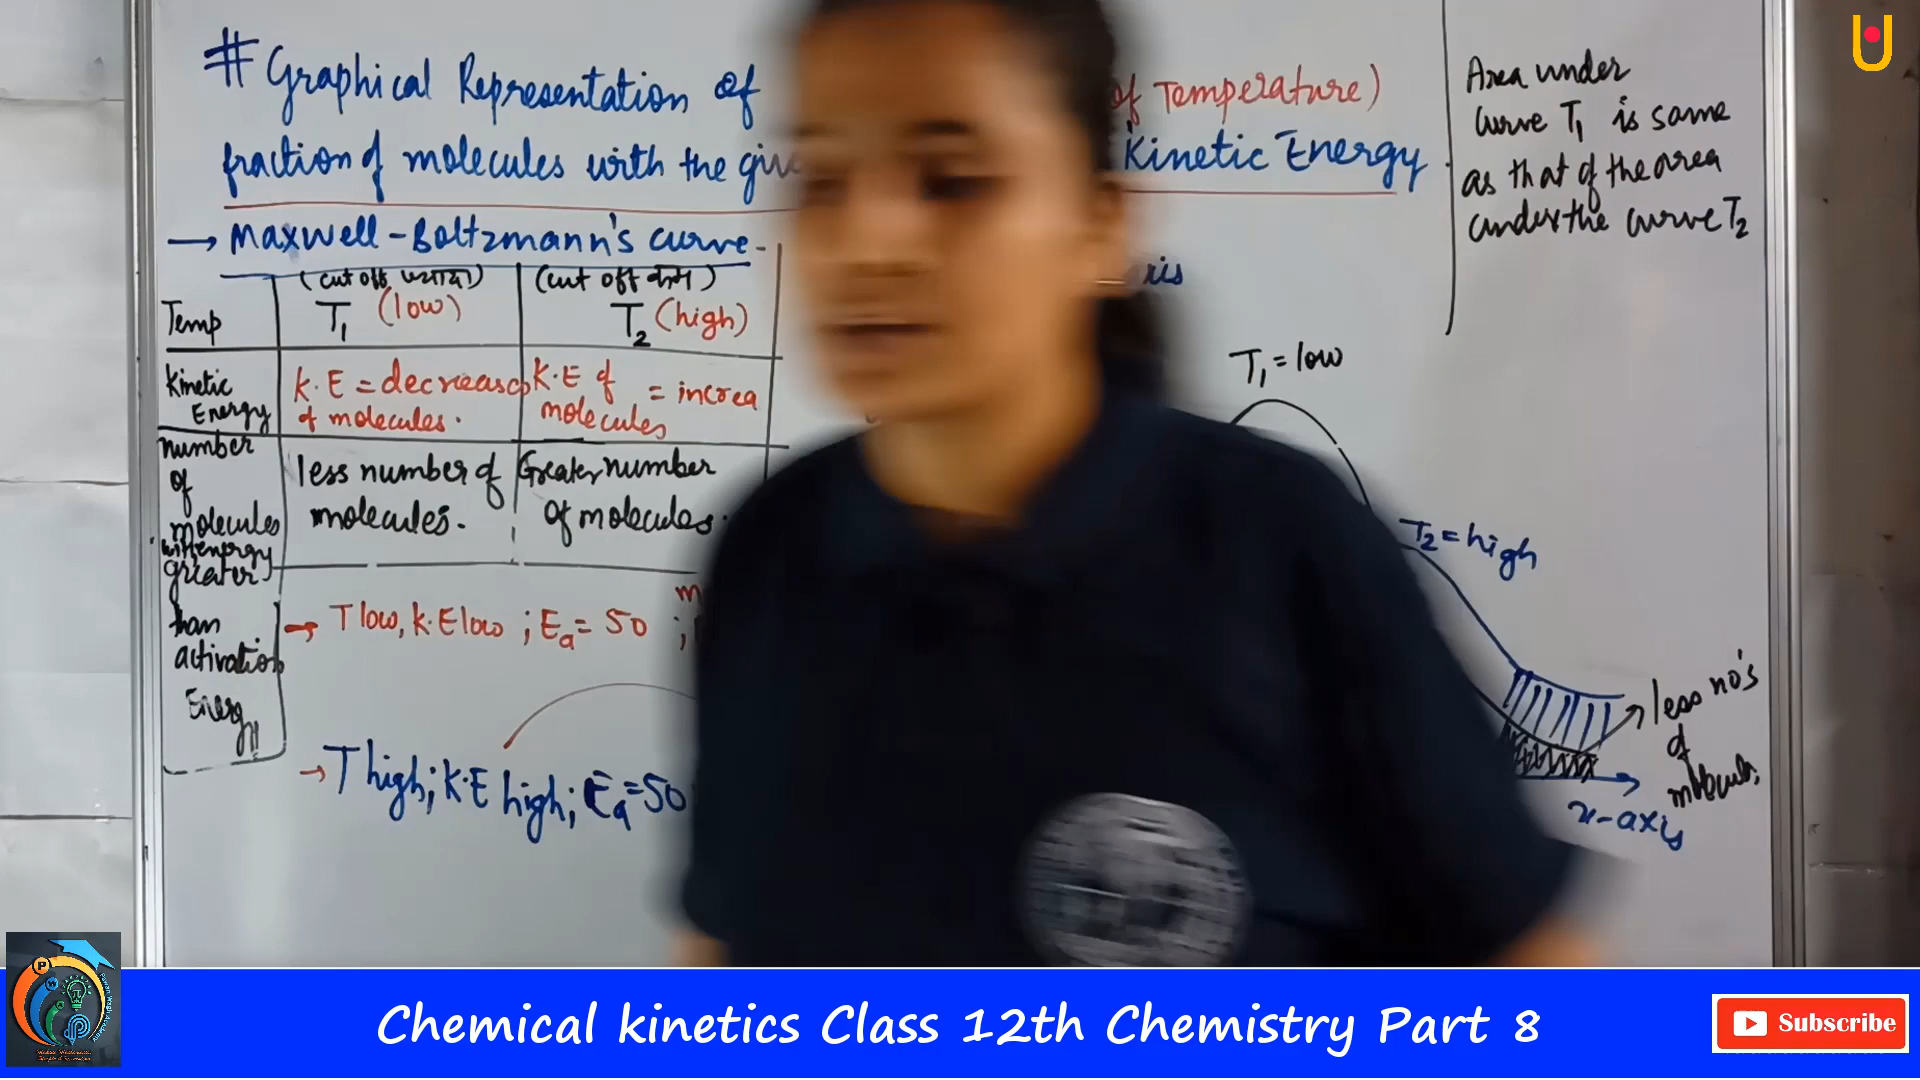 # Graphical Representation of
of Temperature)
fraction of molecules with the
Kinetic Energy
→ Maxwell-Boltzmann's curve-
(cut off
(cut off
Temp
T1 (low)
T2 (high)
Kinetic Energy
K.E = decrease
of molecules.
K.E of = increa
molecules
number
of
molecules
with energy
greater
than
activation
Energy
less number of
molecules.
Greater number
of molecules.
→ T low, K.E low ; Ea = 50 ;
→ T high; K.E high; Ea=50
Area under
curve T1 is same
as that of the area
under the curve T2
T1 = low
T2 = high
less no's
of
molecules
x-axis
Chemical kinetics Class 12th Chemistry Part 8
Subscribe